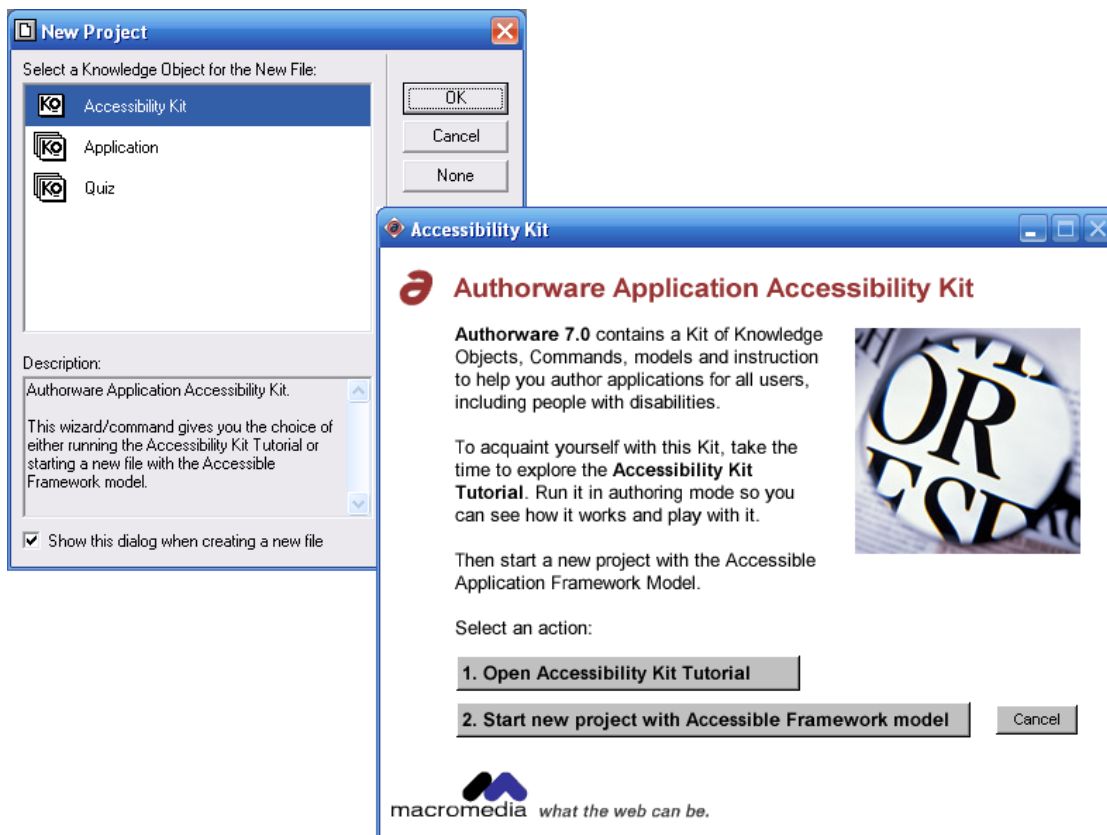 New Project
Select a Knowledge Object for the New File:
KO
Accessibility Kit
KO
Application
KO
Quiz
OK
Cancel
None
Description:
Authorware Application Accessibility Kit.
This wizard/command gives you the choice of
either running the Accessibility Kit Tutorial or
starting a new file with the Accessible
Framework model.
Show this dialog when creating a new file
Accessibility Kit
a
Authorware Application Accessibility Kit
Authorware 7.0 contains a Kit of Knowledge
Objects, Commands, models and instruction
to help you author applications for all users,
including people with disabilities.
To acquaint yourself with this Kit, take the
time to explore the Accessibility Kit
Tutorial. Run it in authoring mode so you
can see how it works and play with it.
Then start a new project with the Accessible
Application Framework Model.
Select an action:
OR
1. Open Accessibility Kit Tutorial
2. Start new project with Accessible Framework model
Cancel
macromedia what the web can be.